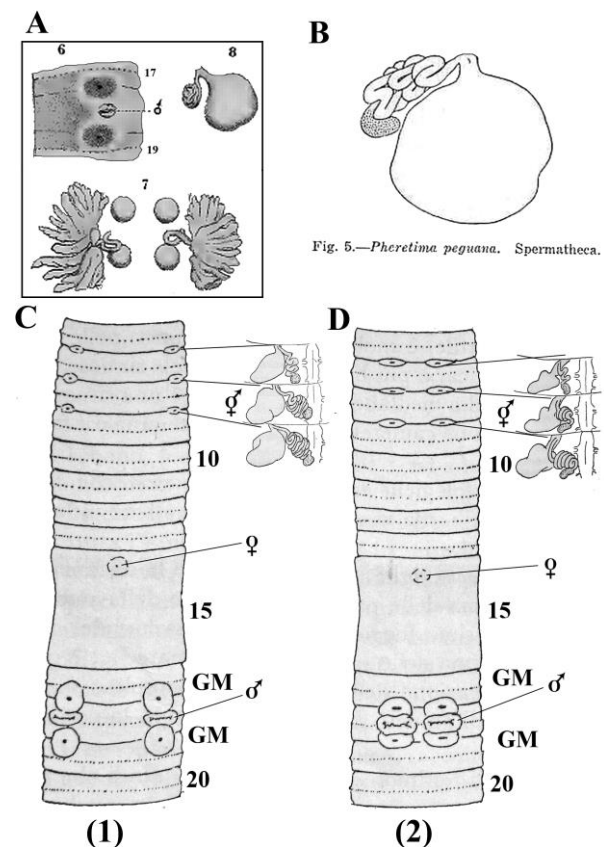 A
6
8
17
♂
19
7
B
Fig. 5.—Pheretima peguana. Spermatheca.
C
⚥
10
♀
15
GM
♂
GM
20
(1)
D
⚥
10
♀
15
GM
♂
GM
20
(2)